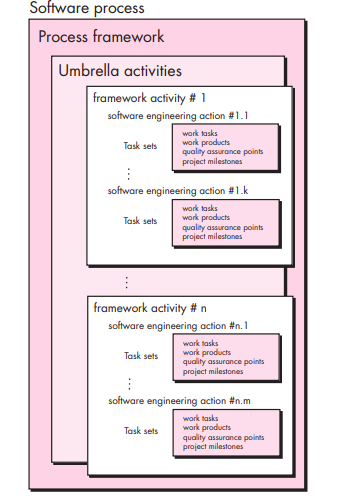 Software process
Process framework
Umbrella activities
framework activity # 1
software engineering action #1.1
Task sets
work tasks
work products
quality assurance points
project milestones
software engineering action #1.k
Task sets
work tasks
work products
quality assurance points
project milestones
framework activity # n
software engineering action #n.1
Task sets
work tasks
work products
quality assurance points
project milestones
software engineering action #n.m
Task sets
work tasks
work products
quality assurance points
project milestones